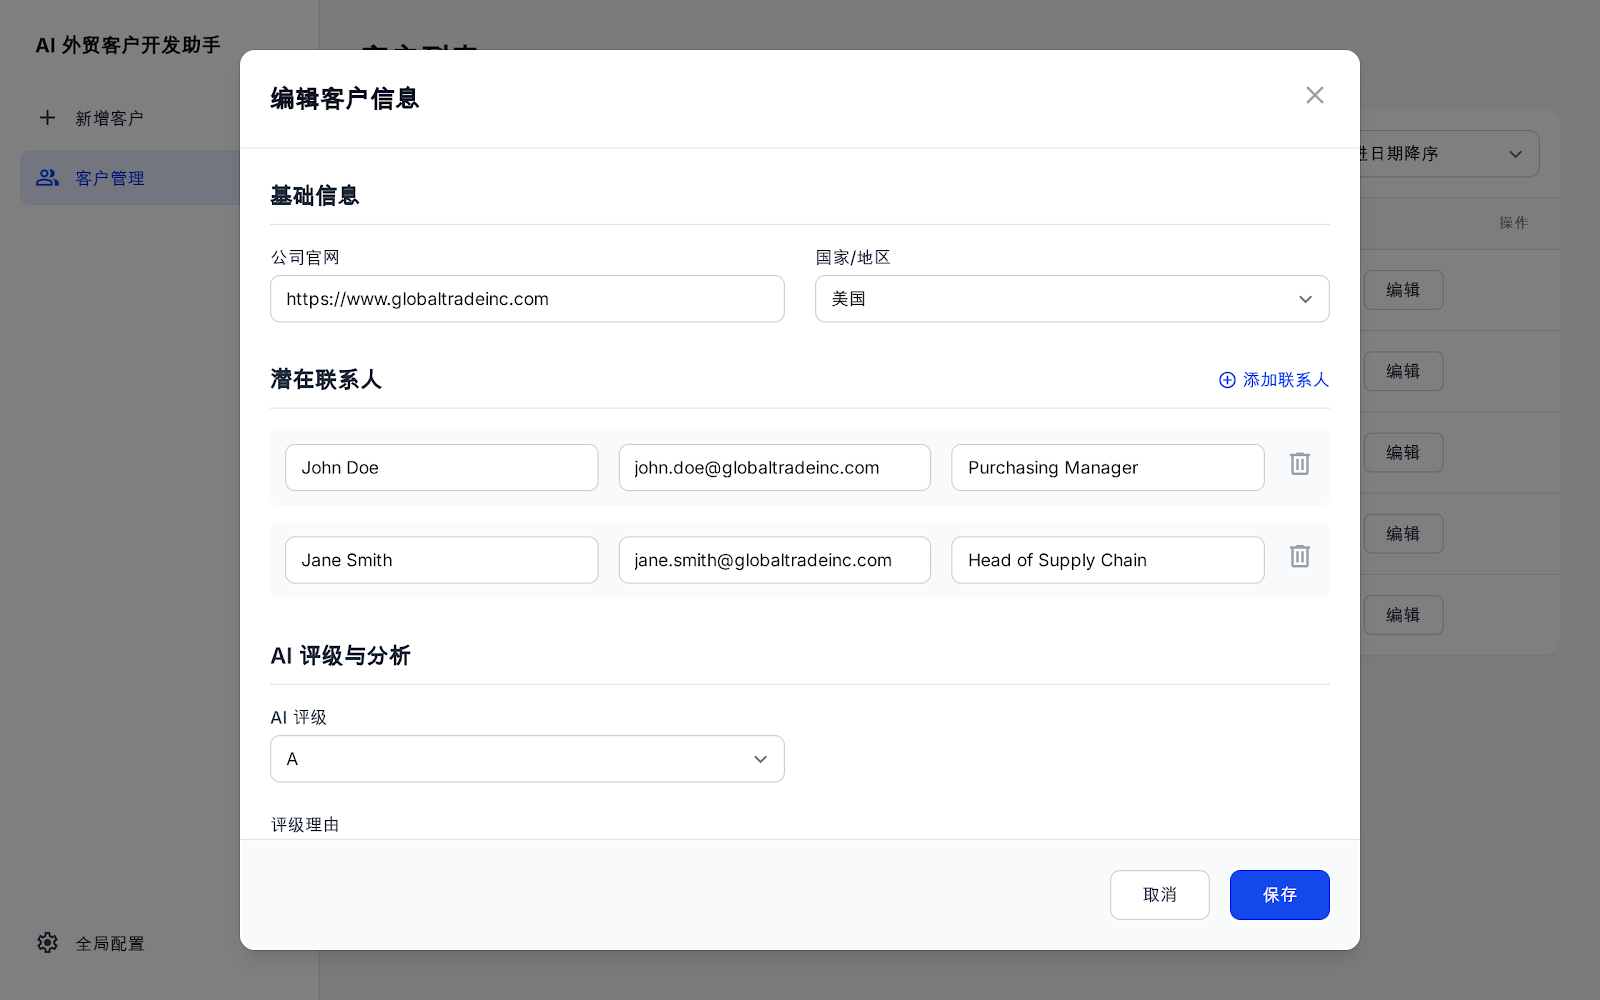 AI 外贸客户开发助手
新增客户
客户管理
全局配置
编辑客户信息
基础信息
公司官网
国家/地区
https://www.globaltradeinc.com
美国
潜在联系人
添加联系人
John Doe
john.doe@globaltradeinc.com
Purchasing Manager
Jane Smith
jane.smith@globaltradeinc.com
Head of Supply Chain
AI 评级与分析
AI 评级
A
评级理由
取消
保存
日期降序
操作
编辑
编辑
编辑
编辑
编辑